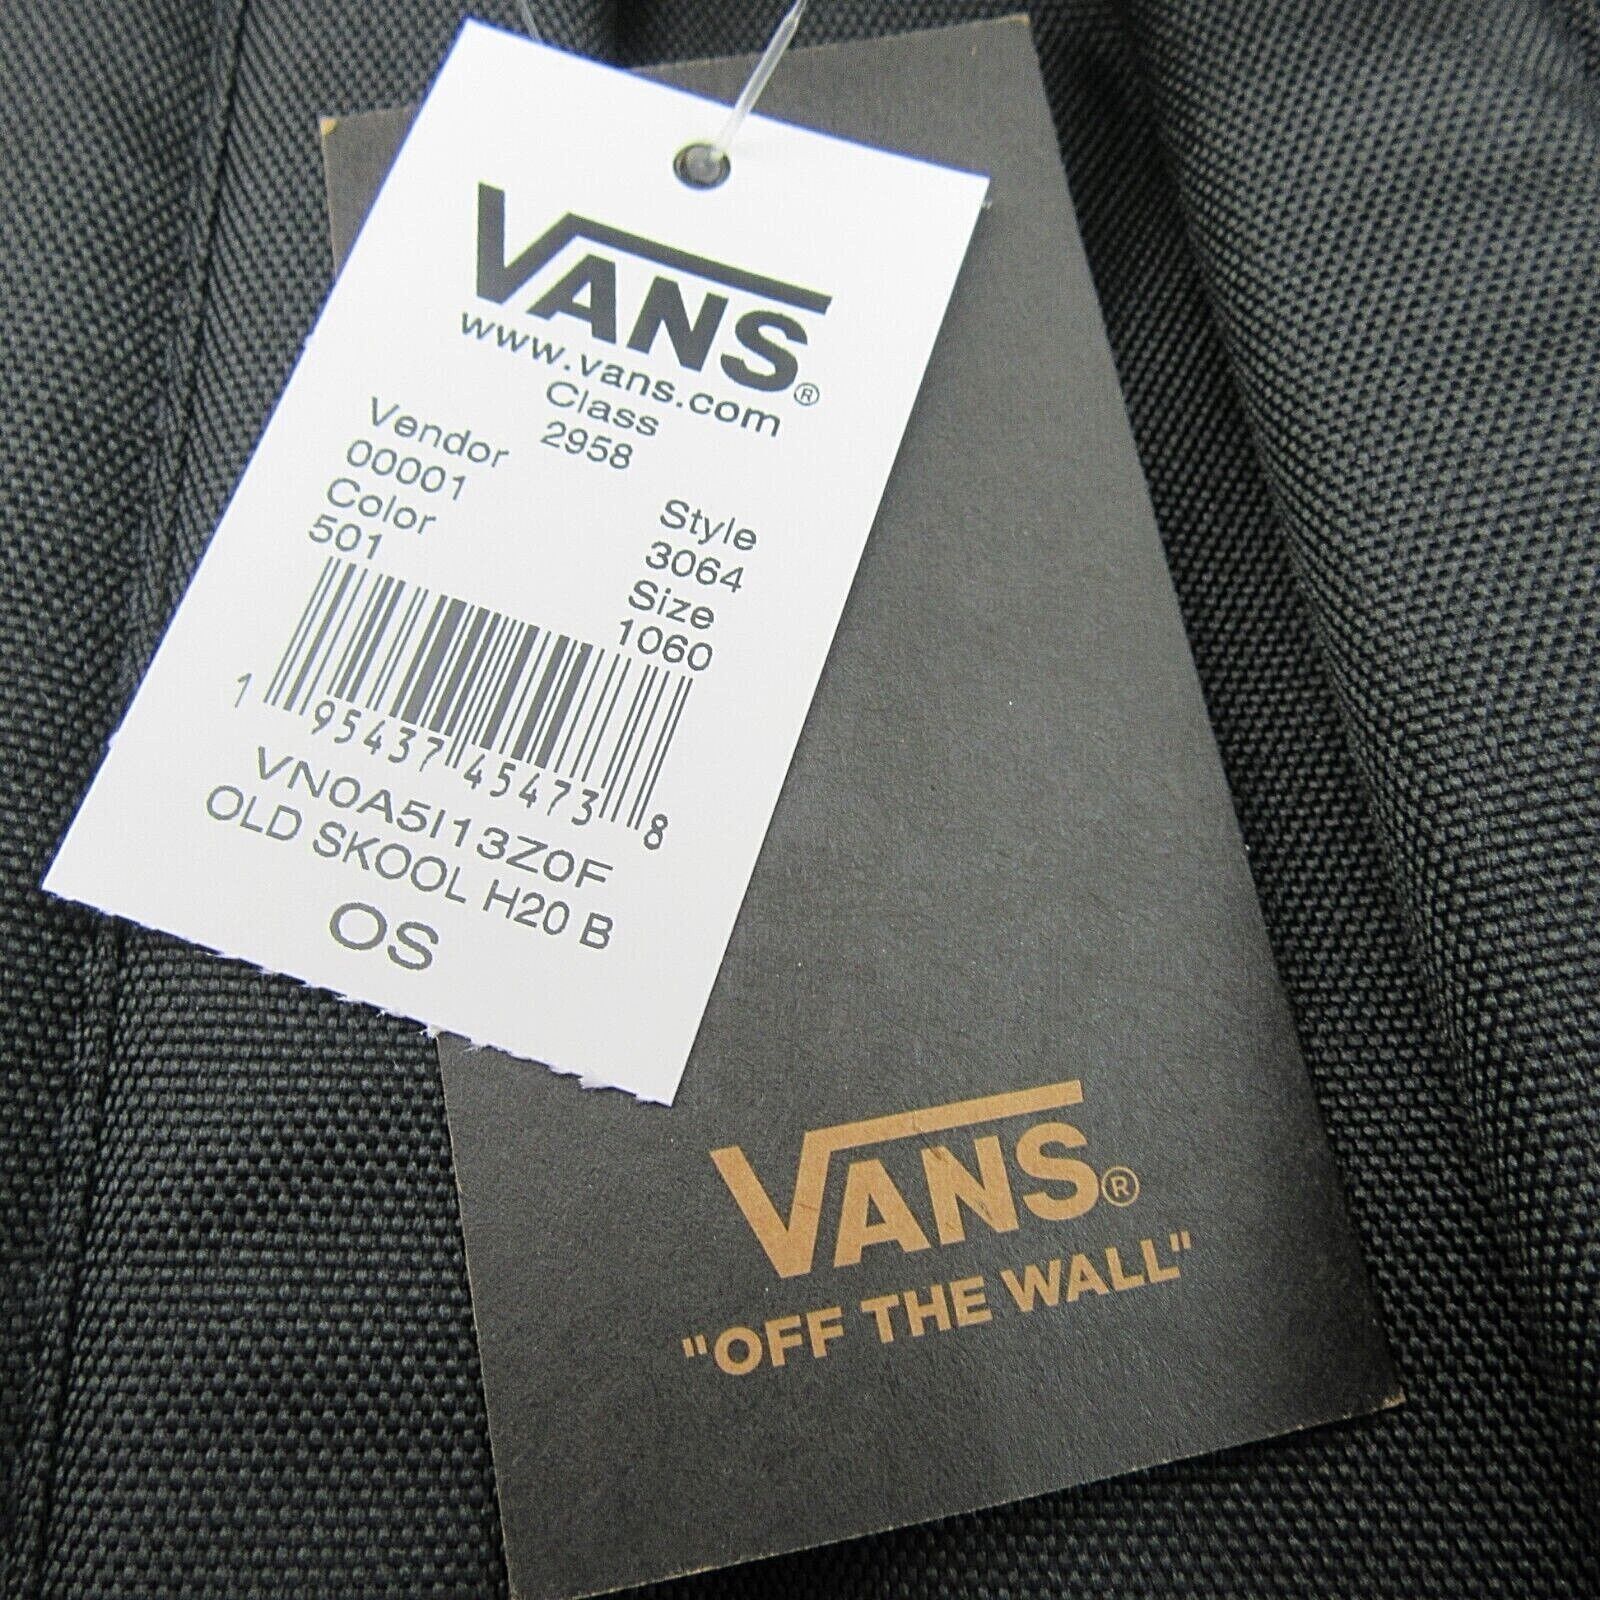 VANS®
www.vans.com
Class
2958
Vendor
00001
Style
3064
Color
501
Size
1060
1 95437 45473 8
VN0A5I13Z0F
OLD SKOOL H20 B
OS
VANS®
"OFF THE WALL"